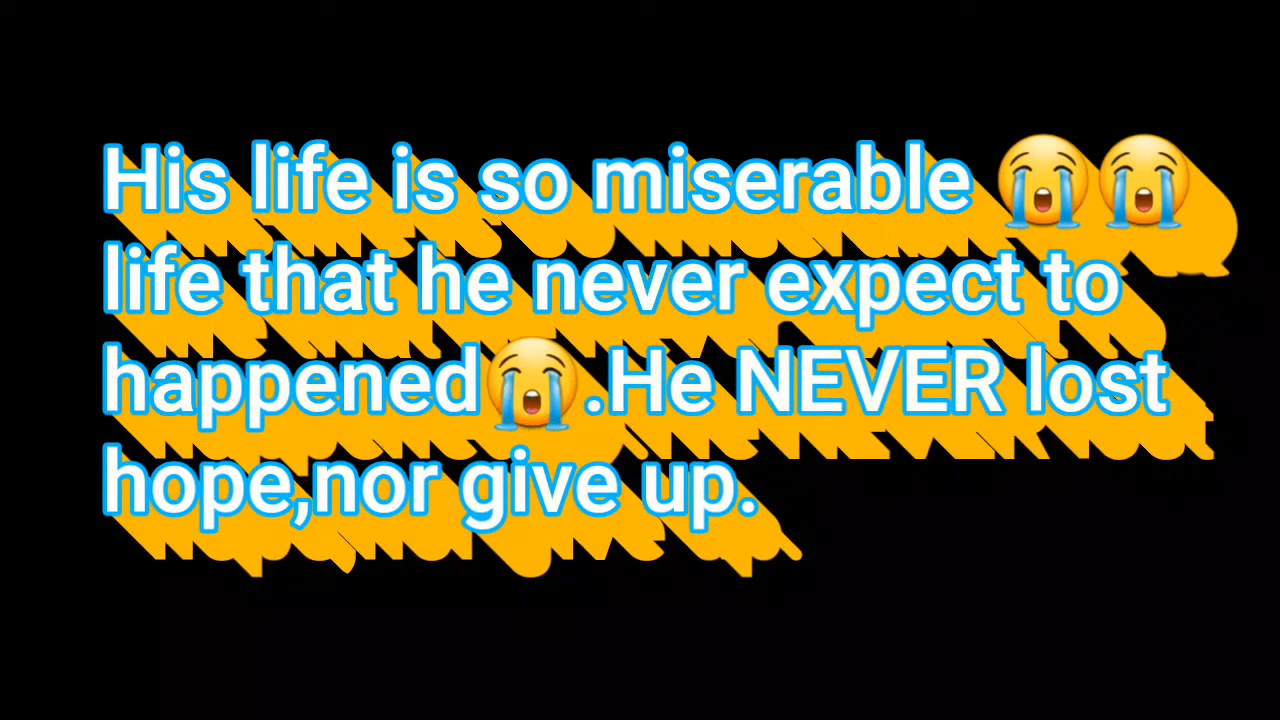 His life is so miserable 😭😭
life that he never expect to
happened😭.He NEVER lost
hope,nor give up.